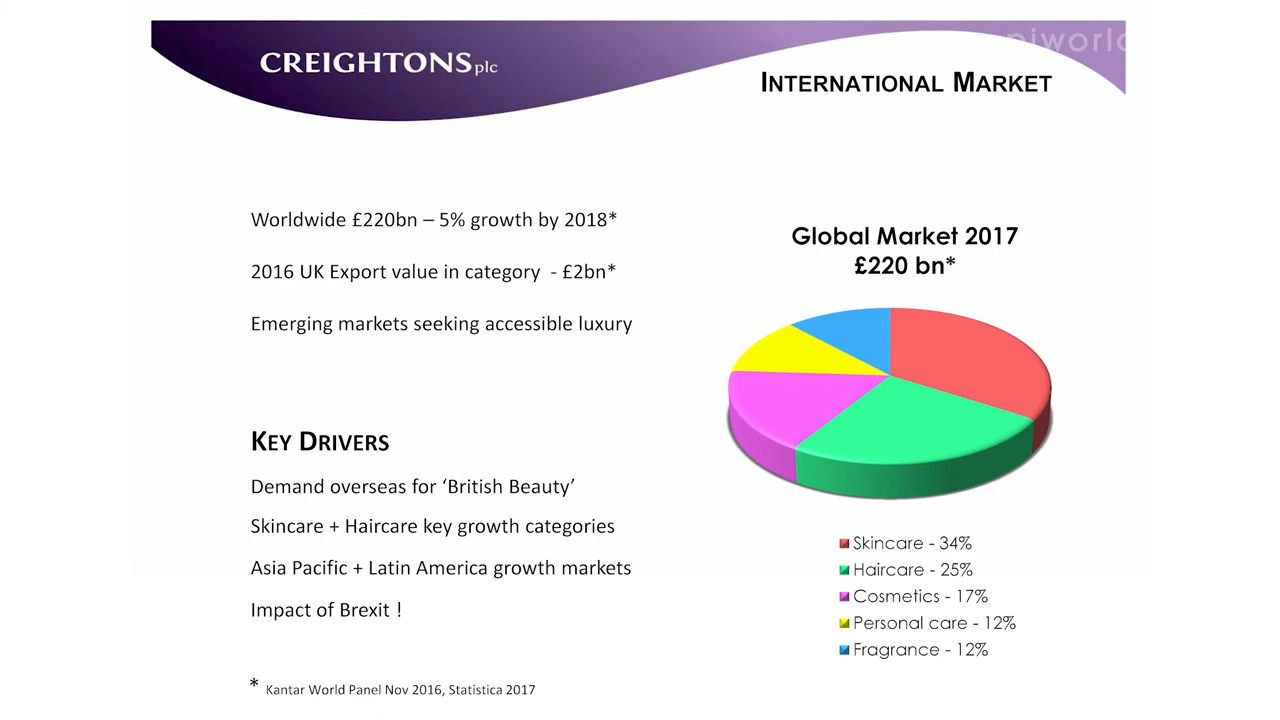 piworld
CREIGHTONS plc
INTERNATIONAL MARKET
Worldwide £220bn – 5% growth by 2018*
2016 UK Export value in category - £2bn*
Emerging markets seeking accessible luxury
KEY DRIVERS
Demand overseas for ‘British Beauty’
Skincare + Haircare key growth categories
Asia Pacific + Latin America growth markets
Impact of Brexit !
* Kantar World Panel Nov 2016, Statistica 2017
Global Market 2017
£220 bn*
Skincare - 34%
Haircare - 25%
Cosmetics - 17%
Personal care - 12%
Fragrance - 12%